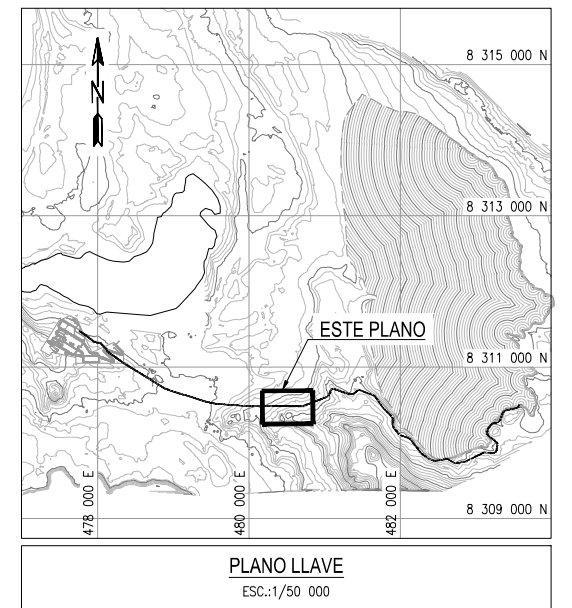 8 315 000 N
N
8 313 000 N
ESTE PLANO
8 311 000 N
478 000 E
480 000 E
482 000 E
8 309 000 N
PLANO LLAVE
ESC.:1/50 000